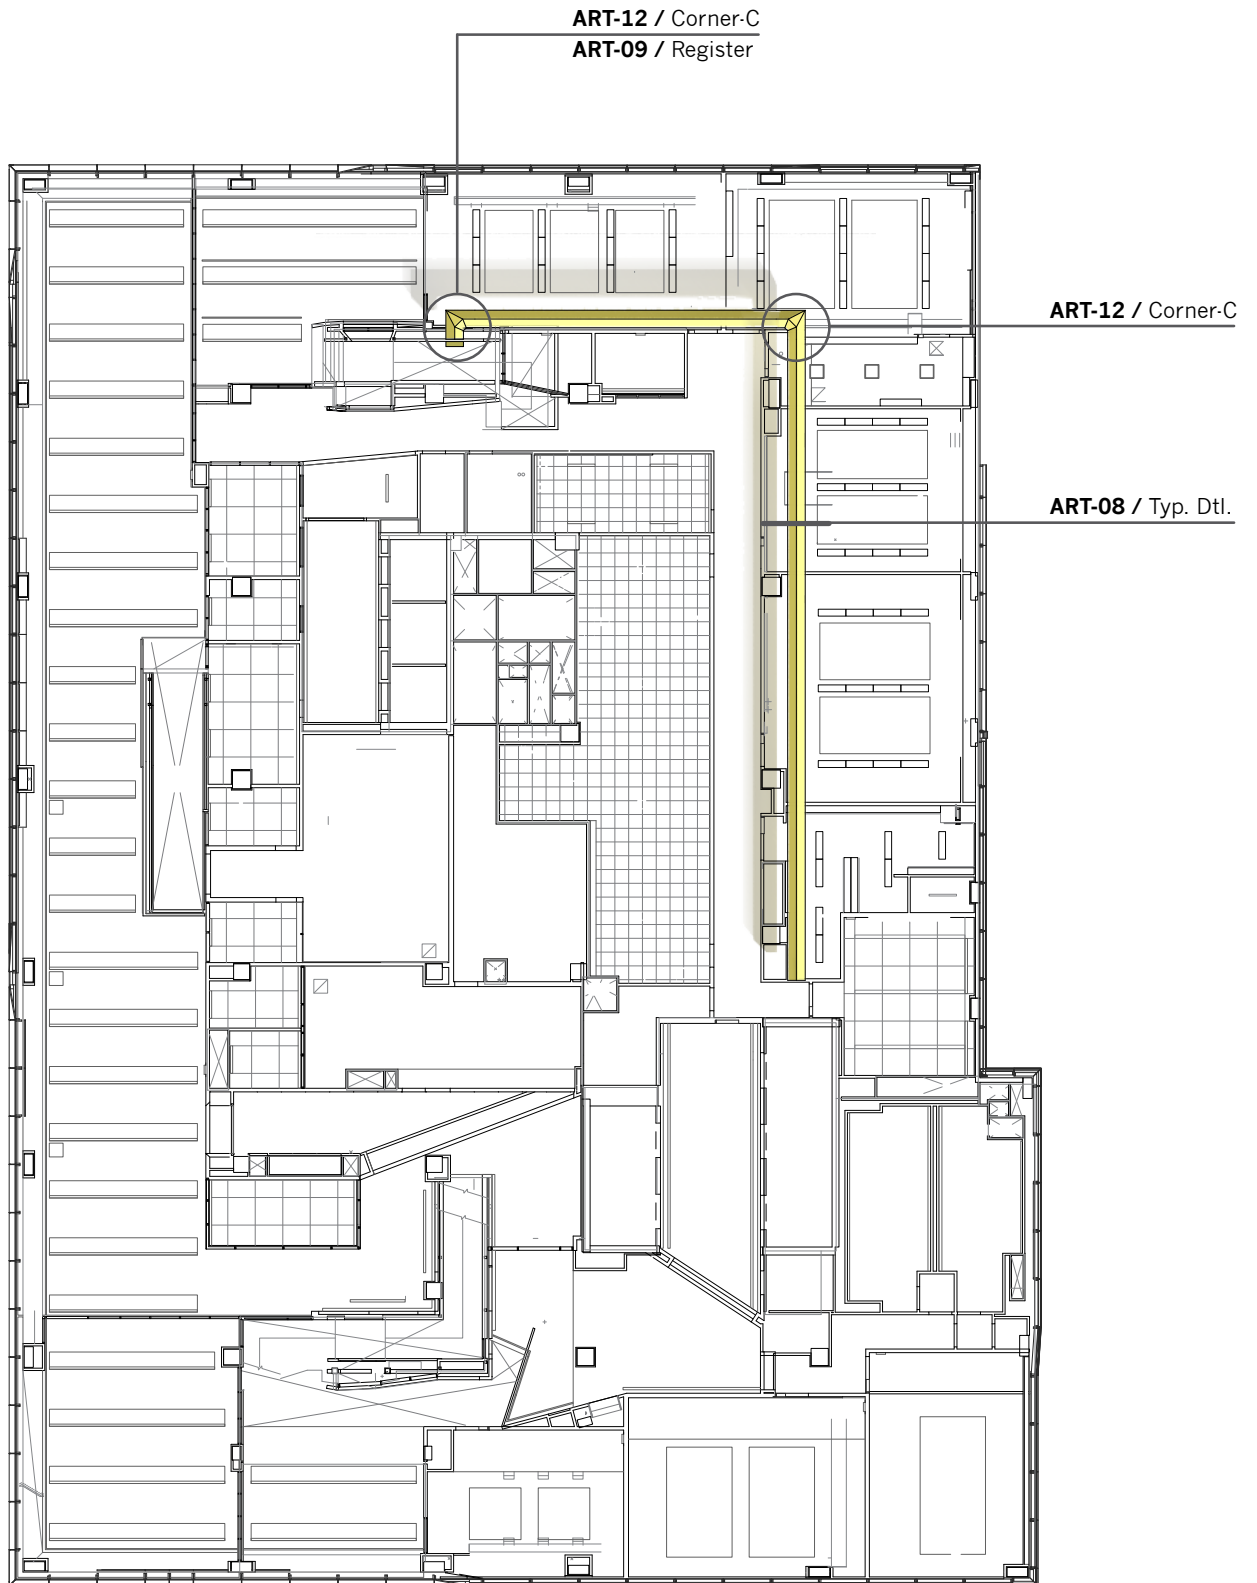 ART-12 / Corner-C
ART-09 / Register
ART-12 / Corner-C
ART-08 / Typ. Dtl.